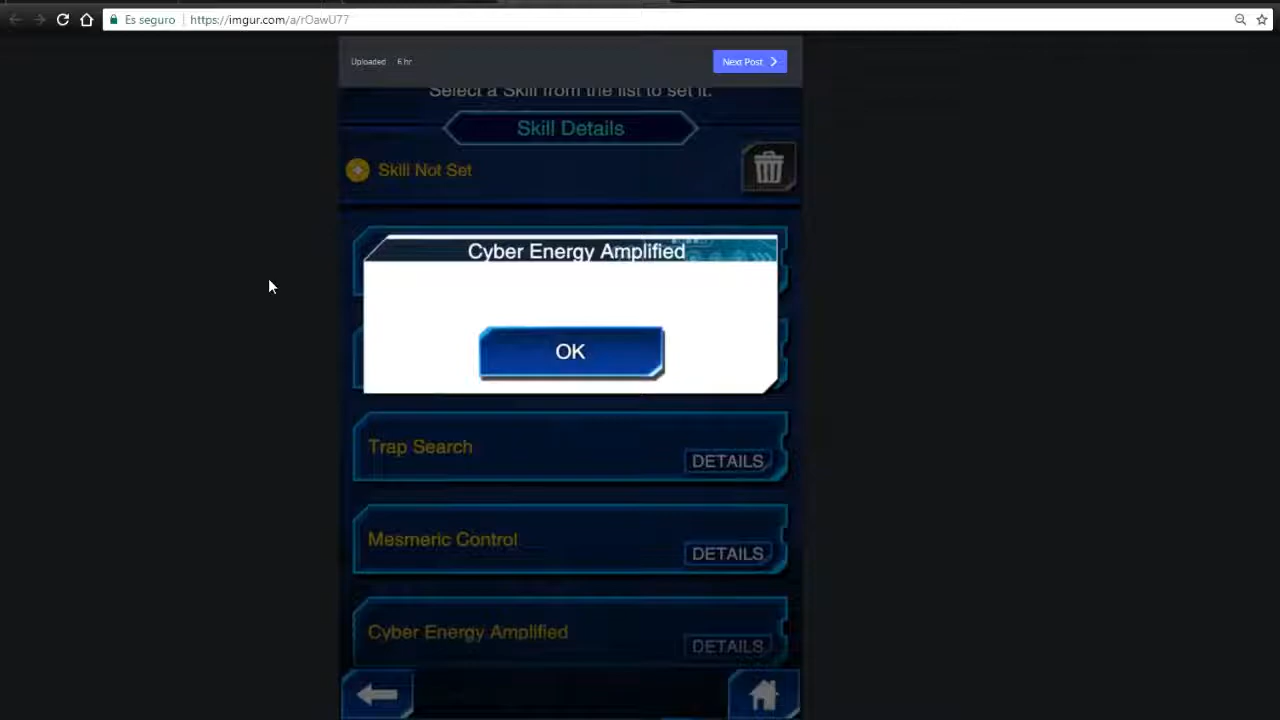 Es seguro
https://imgur.com/a/rOawU77
Uploaded 6 hr
Next Post
Select a Skill from the list to set it.
Skill Details
Skill Not Set
Cyber Energy Amplified
OK
Trap Search
DETAILS
Mesmeric Control
DETAILS
Cyber Energy Amplified
DETAILS